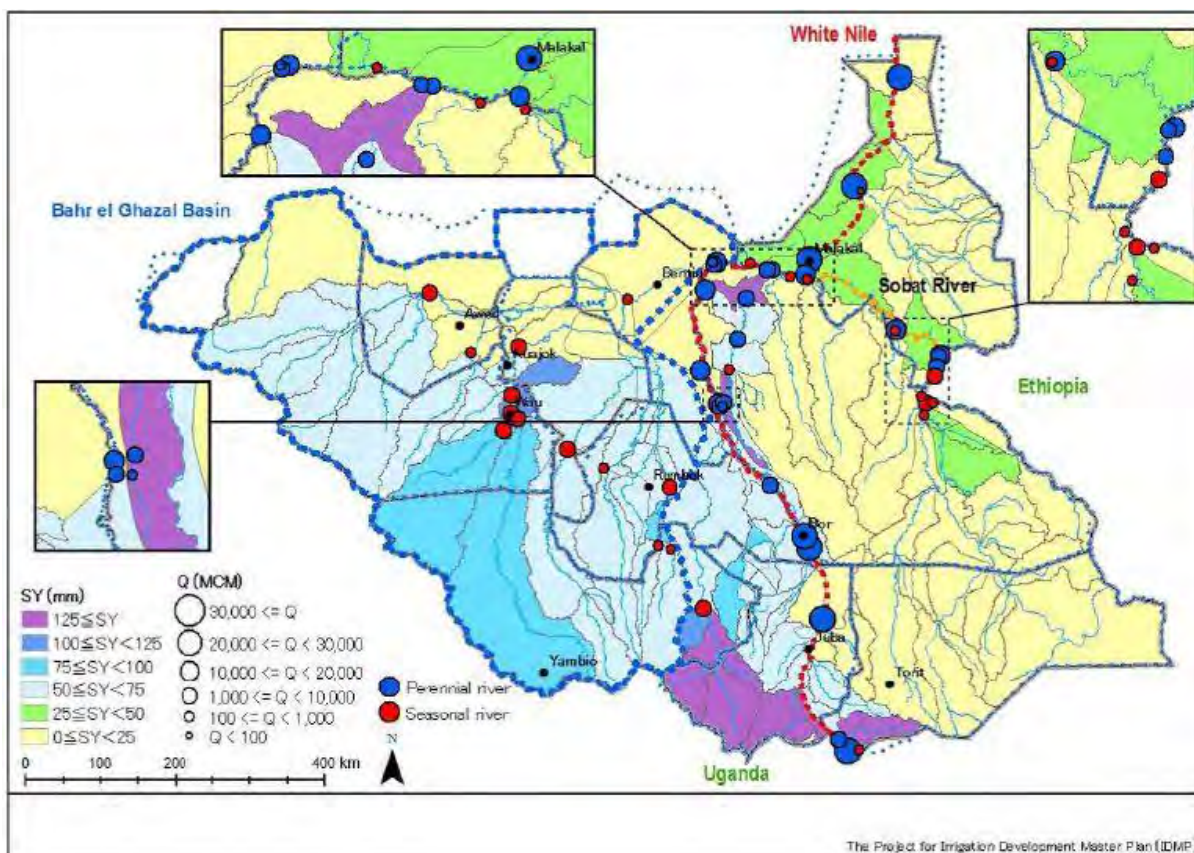 White Nile
Malakal
Bahr el Ghazal Basin
Malakal
Bentiu
Sobat River
Aweil
Kuajok
Ethiopia
Wau
Rumbek
Bor
SY (mm)
125≦SY
100≦SY<125
75≦SY<100
50≦SY<75
25≦SY<50
0≦SY<25
Q (MCM)
30,000 <= Q
20,000 <= Q < 30,000
10,000 <= Q < 20,000
1,000 <= Q < 10,000
100 <= Q < 1,000
Q < 100
Perennial river
Seasonal river
N
Yambio
Juba
Torit
Uganda
0 100 200 400 km
The Project for Irrigation Development Master Plan (IDMP)